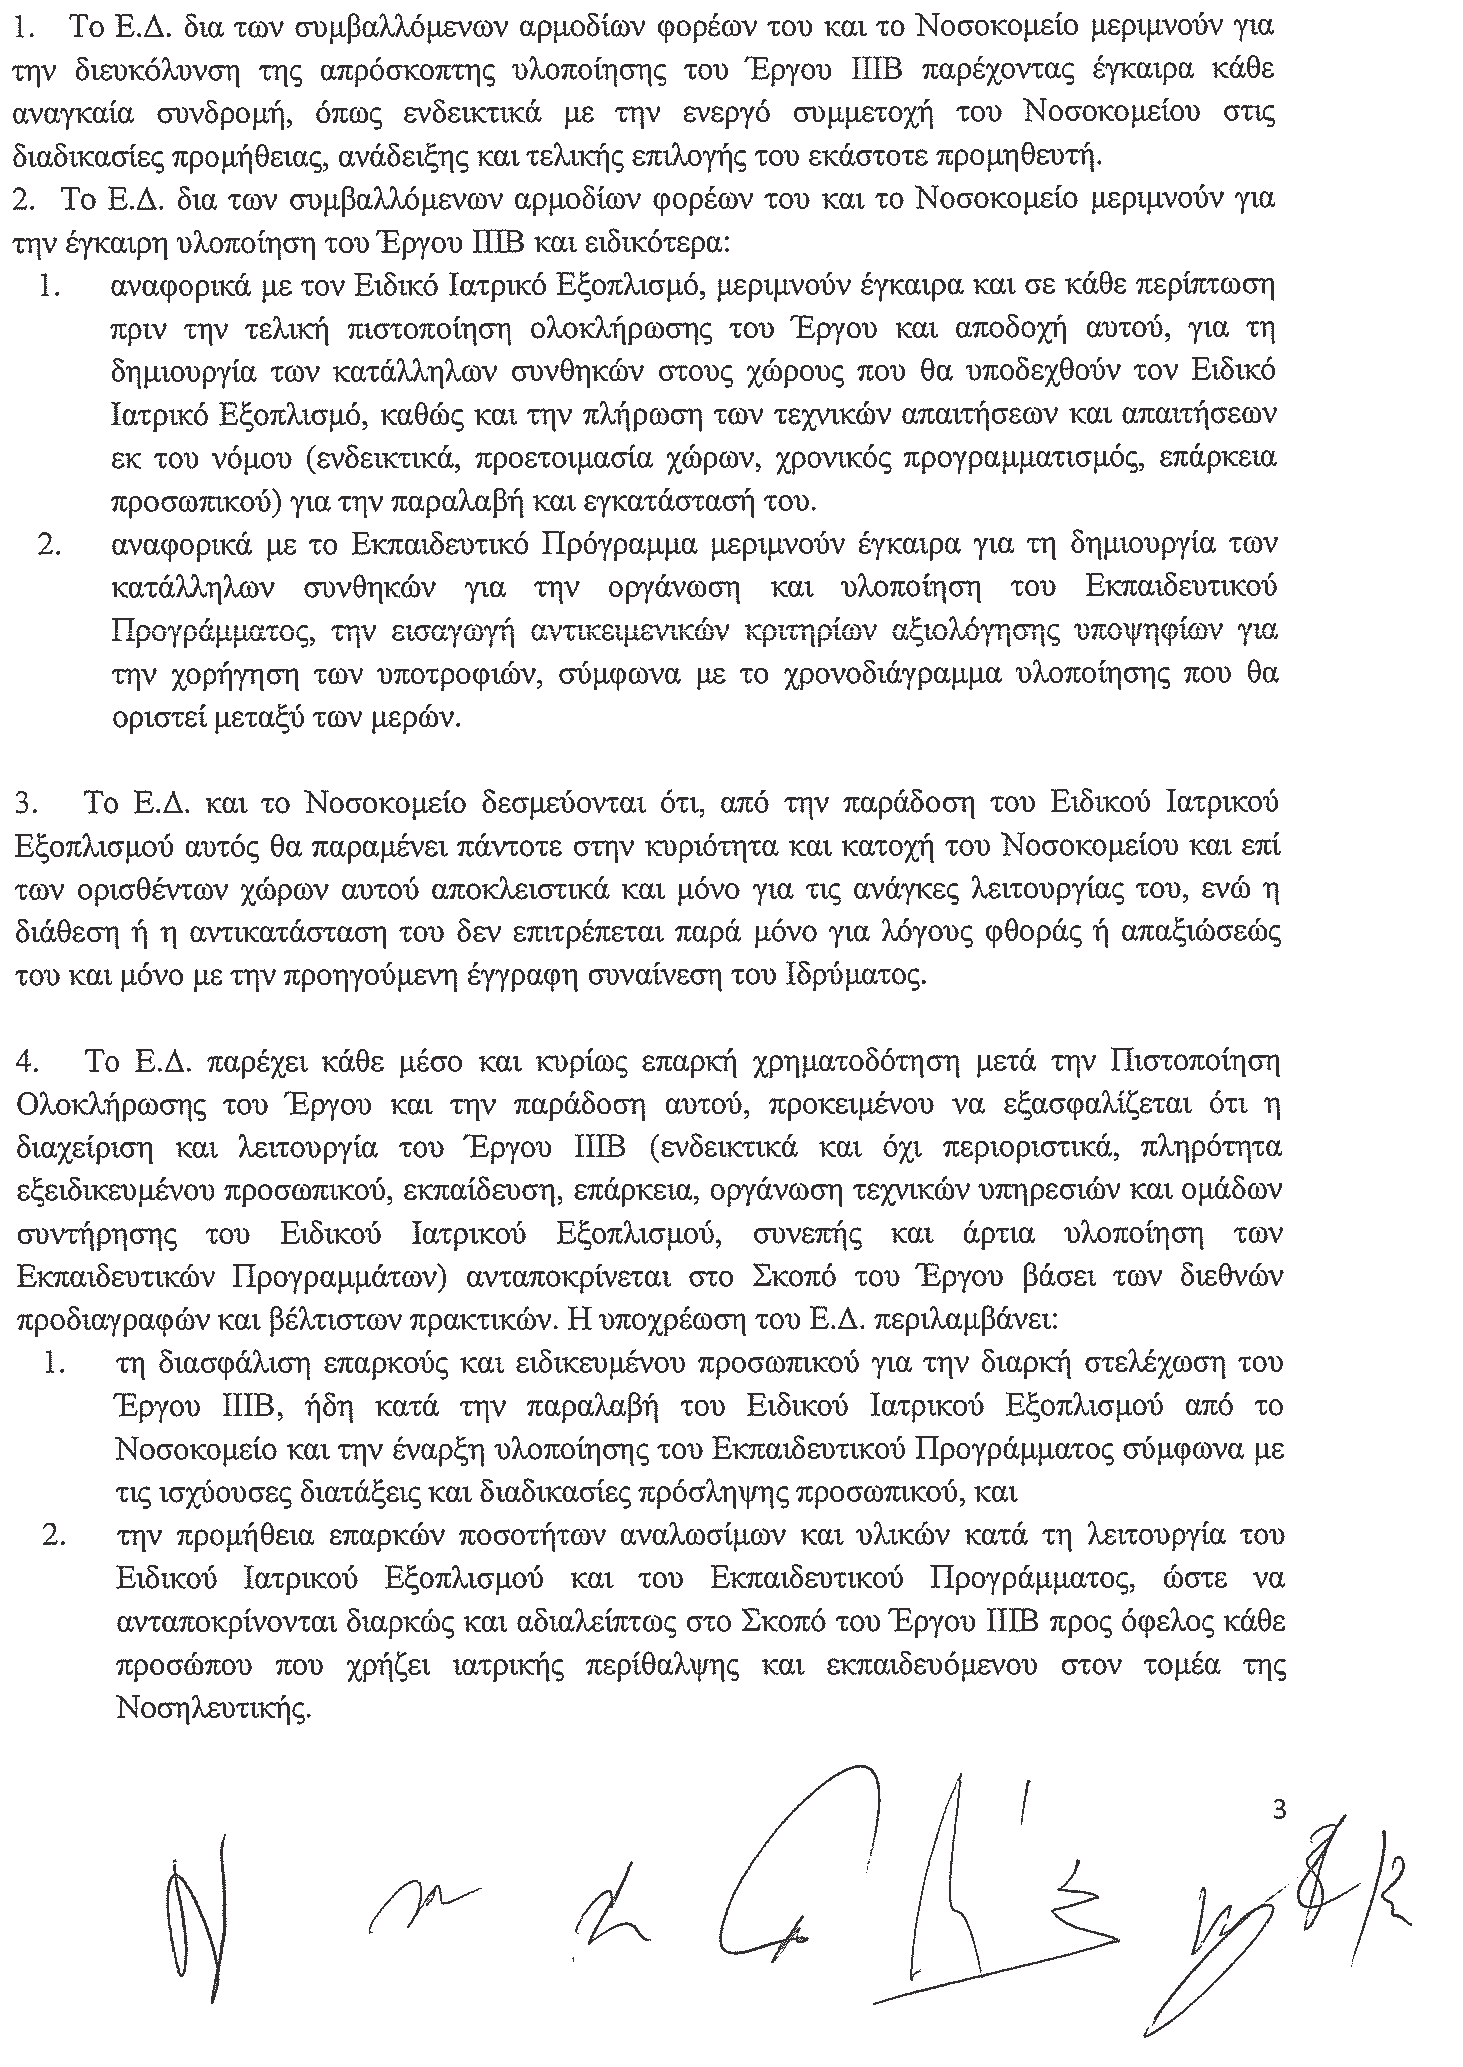 1. Το Ε.Δ. δια των συμβαλλόμενων αρμοδίων φορέων του και το Νοσοκομείο μεριμνούν για
την διευκόλυνση της απρόσκοπτης υλοποίησης του Έργου ΙΙΙΒ παρέχοντας έγκαιρα κάθε
αναγκαία συνδρομή, όπως ενδεικτικά με την ενεργό συμμετοχή του Νοσοκομείου στις
διαδικασίες προμήθειας, ανάδειξης και τελικής επιλογής του εκάστοτε προμηθευτή.
2. Το Ε.Δ. δια των συμβαλλόμενων αρμοδίων φορέων του και το Νοσοκομείο μεριμνούν για
την έγκαιρη υλοποίηση του Έργου ΙΙΙΒ και ειδικότερα:
1. αναφορικά με τον Ειδικό Ιατρικό Εξοπλισμό, μεριμνούν έγκαιρα και σε κάθε περίπτωση
πριν την τελική πιστοποίηση ολοκλήρωσης του Έργου και αποδοχή αυτού, για τη
δημιουργία των κατάλληλων συνθηκών στους χώρους που θα υποδεχθούν τον Ειδικό
Ιατρικό Εξοπλισμό, καθώς και την πλήρωση των τεχνικών απαιτήσεων και απαιτήσεων
εκ του νόμου (ενδεικτικά, προετοιμασία χώρων, χρονικός προγραμματισμός, επάρκεια
προσωπικού) για την παραλαβή και εγκατάστασή του.
2. αναφορικά με το Εκπαιδευτικό Πρόγραμμα μεριμνούν έγκαιρα για τη δημιουργία των
κατάλληλων συνθηκών για την οργάνωση και υλοποίηση του Εκπαιδευτικού
Προγράμματος, την εισαγωγή αντικειμενικών κριτηρίων αξιολόγησης υποψηφίων για
την χορήγηση των υποτροφιών, σύμφωνα με το χρονοδιάγραμμα υλοποίησης που θα
οριστεί μεταξύ των μερών.
3. Το Ε.Δ. και το Νοσοκομείο δεσμεύονται ότι, από την παράδοση του Ειδικού Ιατρικού
Εξοπλισμού αυτός θα παραμένει πάντοτε στην κυριότητα και κατοχή του Νοσοκομείου και επί
των ορισθέντων χώρων αυτού αποκλειστικά και μόνο για τις ανάγκες λειτουργίας του, ενώ η
διάθεση ή η αντικατάσταση του δεν επιτρέπεται παρά μόνο για λόγους φθοράς ή απαξιώσεώς
του και μόνο με την προηγούμενη έγγραφη συναίνεση του Ιδρύματος.
4. Το Ε.Δ. παρέχει κάθε μέσο και κυρίως επαρκή χρηματοδότηση μετά την Πιστοποίηση
Ολοκλήρωσης του Έργου και την παράδοση αυτού, προκειμένου να εξασφαλίζεται ότι η
διαχείριση και λειτουργία του Έργου ΙΙΙΒ (ενδεικτικά και όχι περιοριστικά, πληρότητα
εξειδικευμένου προσωπικού, εκπαίδευση, επάρκεια, οργάνωση τεχνικών υπηρεσιών και ομάδων
συντήρησης του Ειδικού Ιατρικού Εξοπλισμού, συνεπής και άρτια υλοποίηση των
Εκπαιδευτικών Προγραμμάτων) ανταποκρίνεται στο Σκοπό του Έργου βάσει των διεθνών
προδιαγραφών και βέλτιστων πρακτικών. Η υποχρέωση του Ε.Δ. περιλαμβάνει:
1. τη διασφάλιση επαρκούς και ειδικευμένου προσωπικού για την διαρκή στελέχωση του
Έργου ΙΙΙΒ, ήδη κατά την παραλαβή του Ειδικού Ιατρικού Εξοπλισμού από το
Νοσοκομείο και την έναρξη υλοποίησης του Εκπαιδευτικού Προγράμματος σύμφωνα με
τις ισχύουσες διατάξεις και διαδικασίες πρόσληψης προσωπικού, και
2. την προμήθεια επαρκών ποσοτήτων αναλωσίμων και υλικών κατά τη λειτουργία του
Ειδικού Ιατρικού Εξοπλισμού και του Εκπαιδευτικού Προγράμματος, ώστε να
ανταποκρίνονται διαρκώς και αδιαλείπτως στο Σκοπό του Έργου ΙΙΙΒ προς όφελος κάθε
προσώπου που χρήζει ιατρικής περίθαλψης και εκπαιδευόμενου στον τομέα της
Νοσηλευτικής.
3